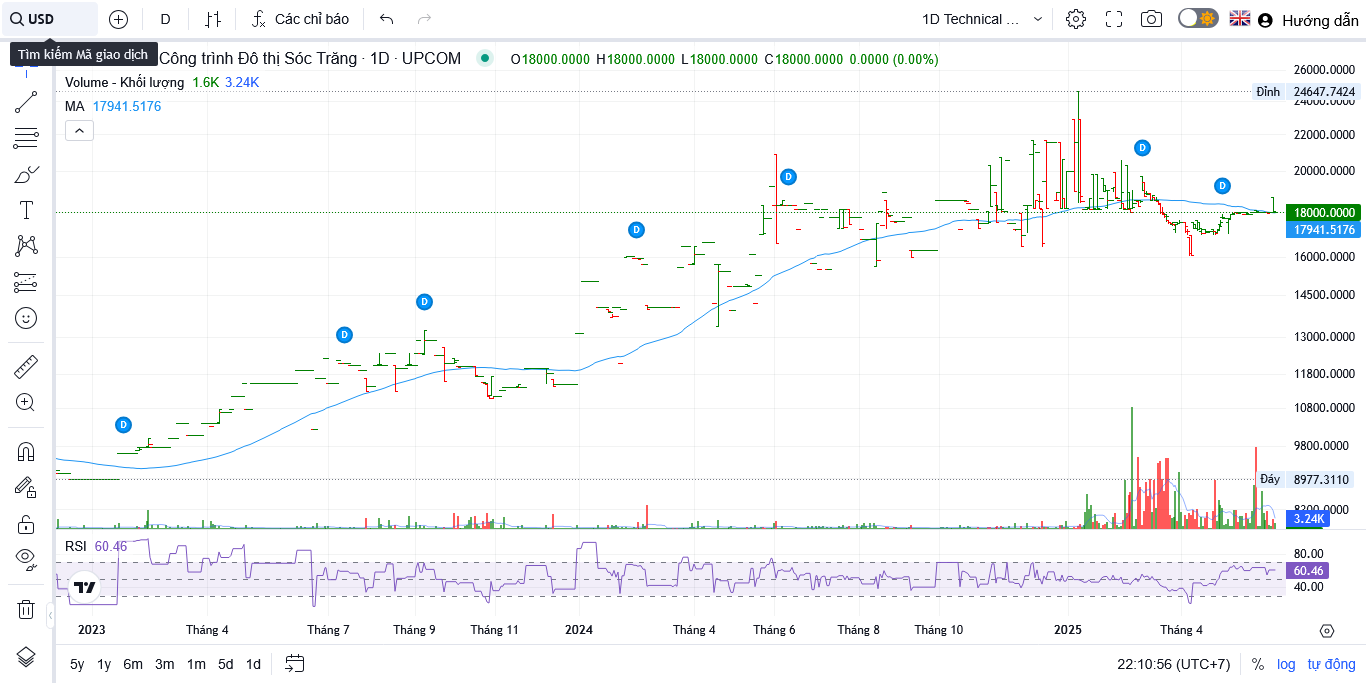 USD D Các chỉ báo 1D Technical ... Hướng dẫn
Tìm kiếm Mã giao dịch
Công trình Đô thị Sóc Trăng · 1D · UPCOM O18000.0000 H18000.0000 L18000.0000 C18000.0000 0.0000 (0.00%)
Volume - Khối lượng 1.6K 3.24K
MA 17941.5176
26000.0000
Đỉnh 24647.7424
24000.0000
22000.0000
20000.0000
18000.0000
17941.5176
16000.0000
14500.0000
13000.0000
11800.0000
10800.0000
9800.0000
Đáy 8977.3110
8200.0000
3.24K
D
D
D
D
D
D
D
RSI 60.46
80.00
60.46
40.00
2023 Tháng 4 Tháng 7 Tháng 9 Tháng 11 2024 Tháng 4 Tháng 6 Tháng 8 Tháng 10 2025 Tháng 4
5y 1y 6m 3m 1m 5d 1d 22:10:56 (UTC+7) % log tự động